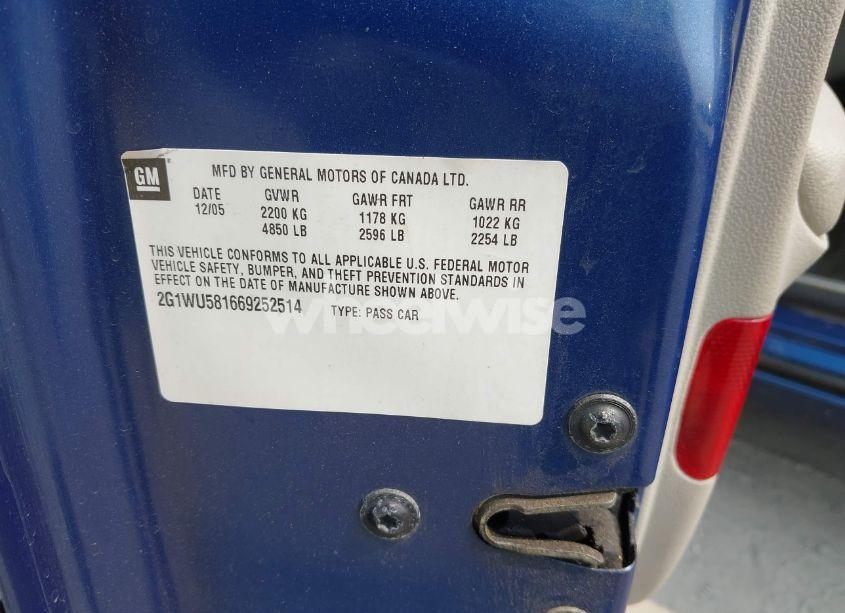 GM
MFD BY GENERAL MOTORS OF CANADA LTD.
DATE GVWR GAWR FRT GAWR RR
12/05 2200 KG 1178 KG 1022 KG
4850 LB 2596 LB 2254 LB
THIS VEHICLE CONFORMS TO ALL APPLICABLE U.S. FEDERAL MOTOR
VEHICLE SAFETY, BUMPER, AND THEFT PREVENTION STANDARDS IN
EFFECT ON THE DATE OF MANUFACTURE SHOWN ABOVE.
2G1WU581669252514 TYPE: PASS CAR
wheelwise